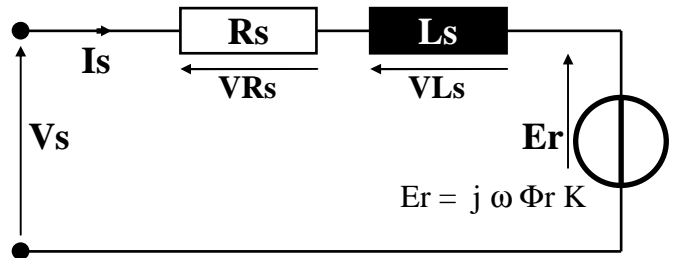 Rs
Ls
Is
VRs
VLs
Vs
Er
Er = j ω Φr K